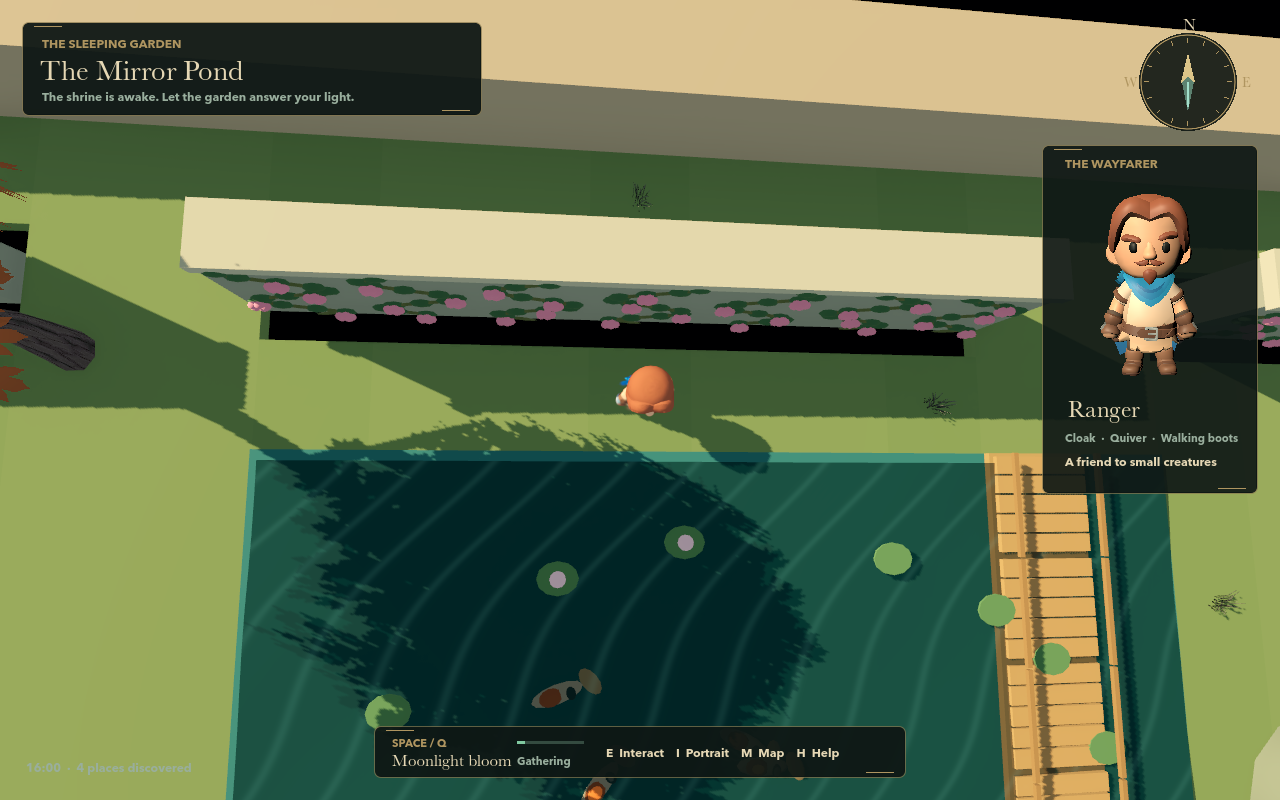 THE SLEEPING GARDEN
The Mirror Pond
The shrine is awake. Let the garden answer your light.
N
W
E
THE WAYFARER
Ranger
Cloak · Quiver · Walking boots
A friend to small creatures
SPACE / Q
Moonlight bloom Gathering
E Interact I Portrait M Map H Help
16:00 · 4 places discovered